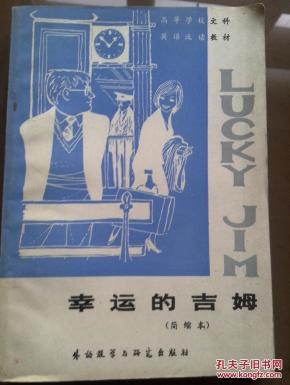 高等学校文科
英语泛读教材
LUCKY JIM
幸运的吉姆
(简缩本)
外语教学与研究出版社
孔夫子旧书网